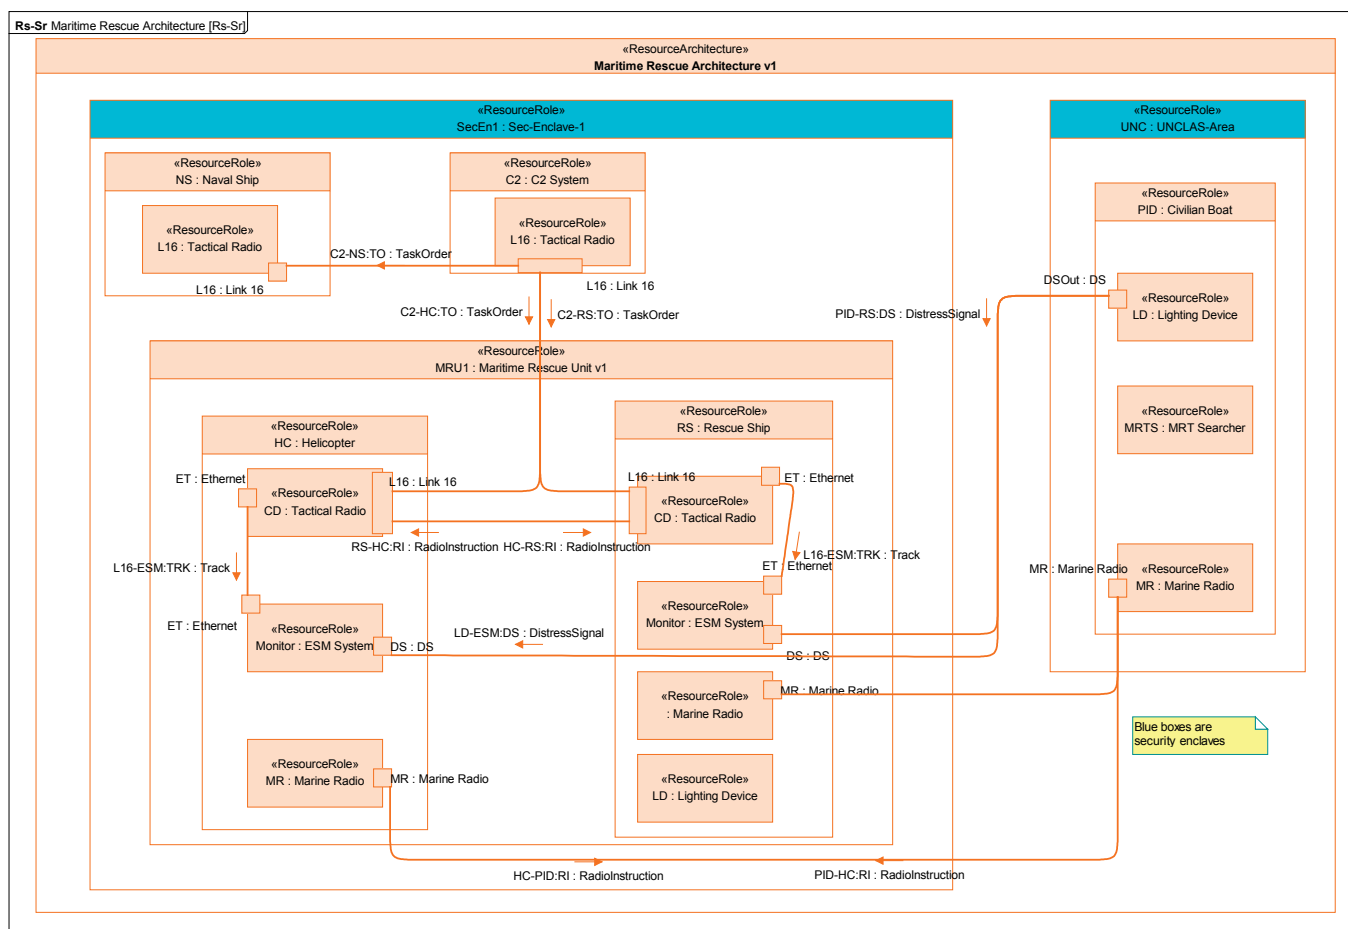 Rs-Sr Maritime Rescue Architecture [Rs-Sr]
«ResourceArchitecture»
Maritime Rescue Architecture v1
«ResourceRole»
SecEn1 : Sec-Enclave-1
«ResourceRole»
UNC : UNCLAS-Area
«ResourceRole»
NS : Naval Ship
«ResourceRole»
C2 : C2 System
«ResourceRole»
PID : Civilian Boat
«ResourceRole»
L16 : Tactical Radio
«ResourceRole»
L16 : Tactical Radio
C2-NS:TO : TaskOrder
L16 : Link 16
L16 : Link 16
DSOut : DS
«ResourceRole»
LD : Lighting Device
C2-HC:TO : TaskOrder
C2-RS:TO : TaskOrder
PID-RS:DS : DistressSignal
«ResourceRole»
MRU1 : Maritime Rescue Unit v1
«ResourceRole»
MRTS : MRT Searcher
«ResourceRole»
HC : Helicopter
«ResourceRole»
RS : Rescue Ship
ET : Ethernet
«ResourceRole»
CD : Tactical Radio
L16 : Link 16
L16 : Link 16
«ResourceRole»
CD : Tactical Radio
ET : Ethernet
RS-HC:RI : RadioInstruction
HC-RS:RI : RadioInstruction
L16-ESM:TRK : Track
L16-ESM:TRK : Track
ET : Ethernet
MR : Marine Radio
«ResourceRole»
MR : Marine Radio
ET : Ethernet
«ResourceRole»
Monitor : ESM System
DS : DS
LD-ESM:DS : DistressSignal
«ResourceRole»
Monitor : ESM System
DS : DS
«ResourceRole»
: Marine Radio
MR : Marine Radio
Blue boxes are
security enclaves
«ResourceRole»
MR : Marine Radio
MR : Marine Radio
«ResourceRole»
LD : Lighting Device
HC-PID:RI : RadioInstruction
PID-HC:RI : RadioInstruction